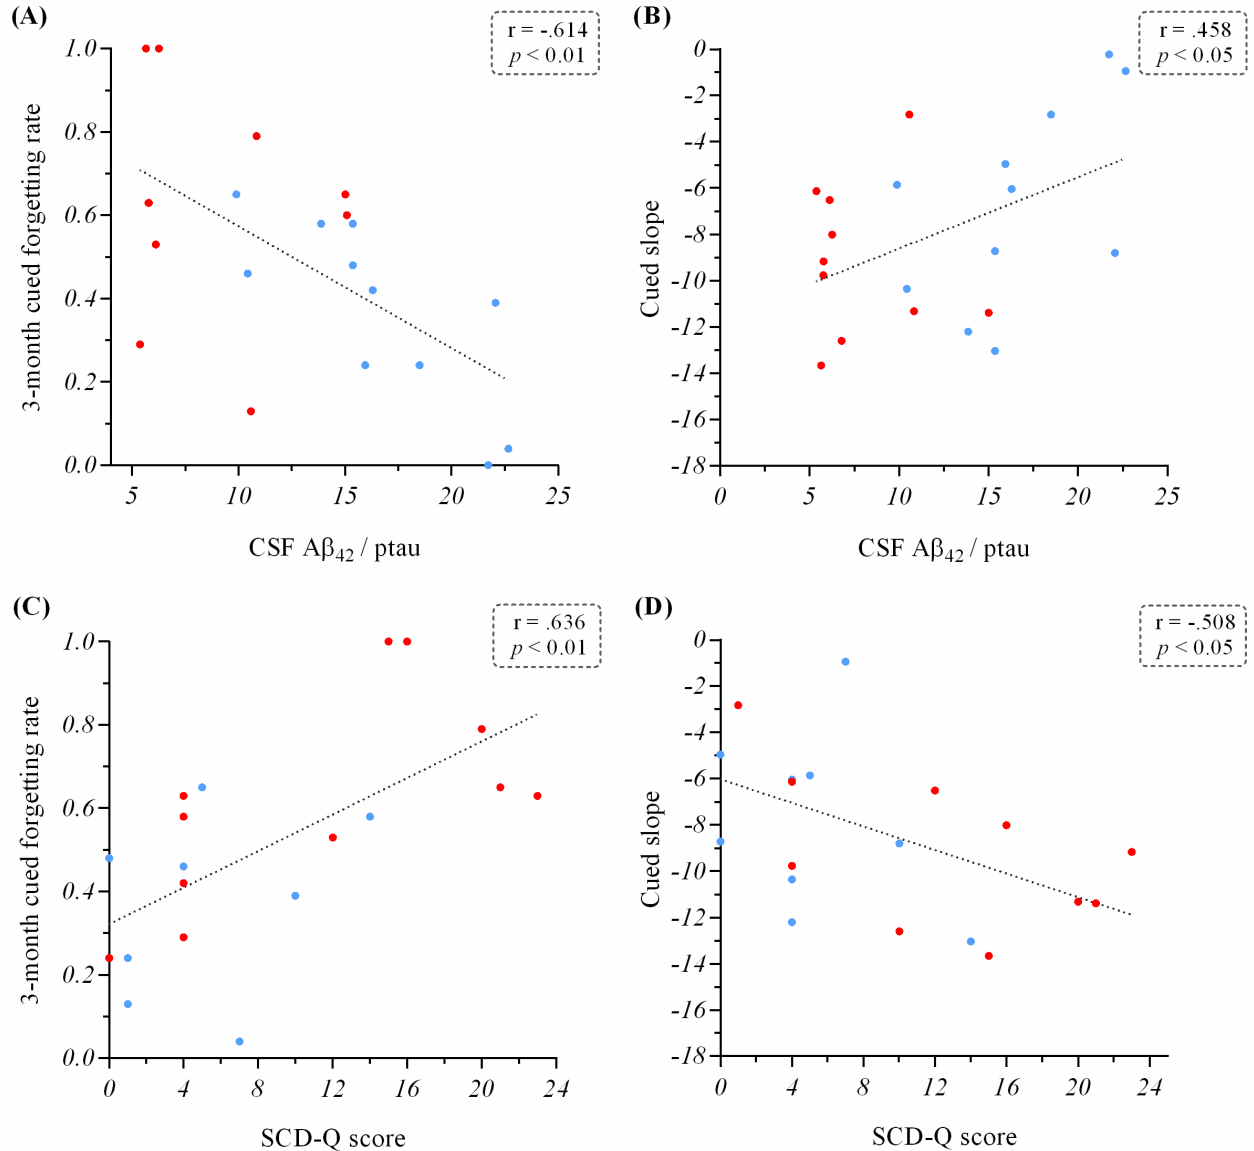 (A)
r = -.614
p < 0.01
3-month cued forgetting rate
1.0
0.8
0.6
0.4
0.2
0.0
5 10 15 20 25
CSF Aβ42 / ptau
(B)
r = .458
p < 0.05
Cued slope
0
-2
-4
-6
-8
-10
-12
-14
-16
-18
0 5 10 15 20 25
CSF Aβ42 / ptau
(C)
r = .636
p < 0.01
3-month cued forgetting rate
1.0
0.8
0.6
0.4
0.2
0.0
0 4 8 12 16 20 24
SCD-Q score
(D)
r = -.508
p < 0.05
Cued slope
0
-2
-4
-6
-8
-10
-12
-14
-16
-18
0 4 8 12 16 20 24
SCD-Q score